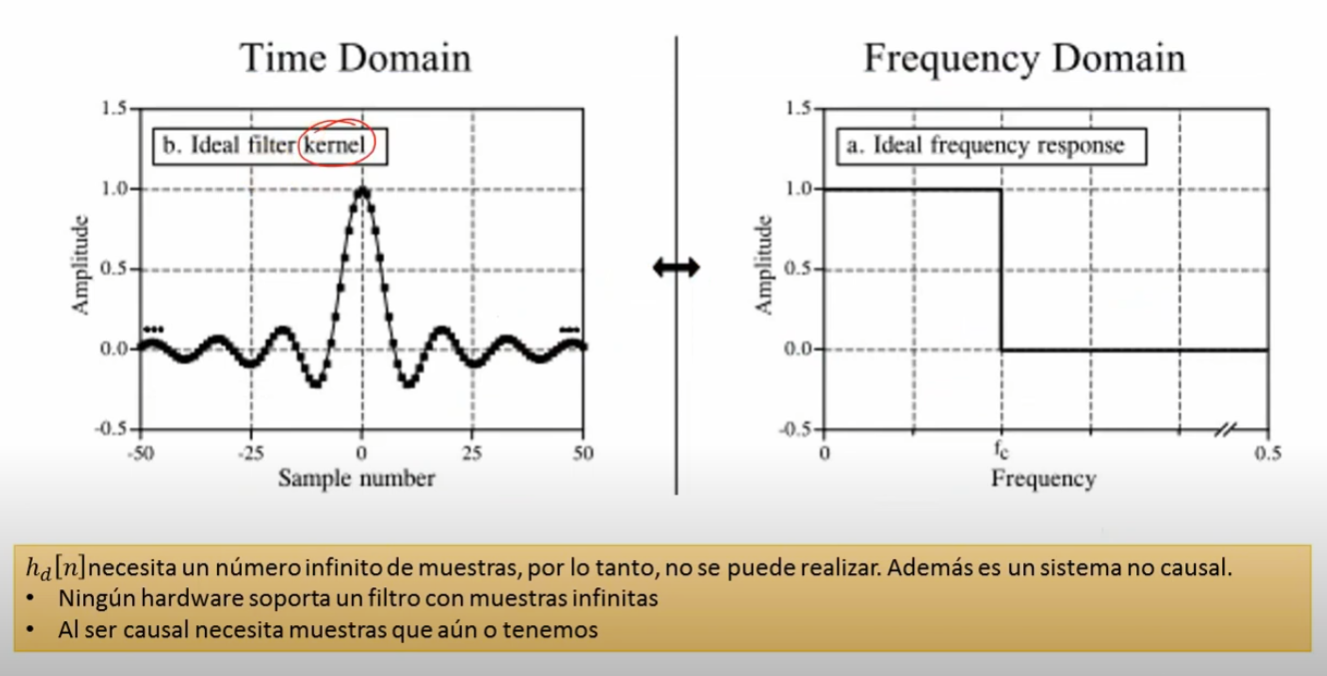 Time Domain
1.5
b. Ideal filter kernel
1.0
0.5
0.0
-0.5
Amplitude
-50
-25
0
25
50
Sample number
Frequency Domain
1.5
a. Ideal frequency response
1.0
0.5
0.0
-0.5
Amplitude
0
fc
0.5
Frequency
hd[n]necesita un número infinito de muestras, por lo tanto, no se puede realizar. Además es un sistema no causal.
• Ningún hardware soporta un filtro con muestras infinitas
• Al ser causal necesita muestras que aún o tenemos